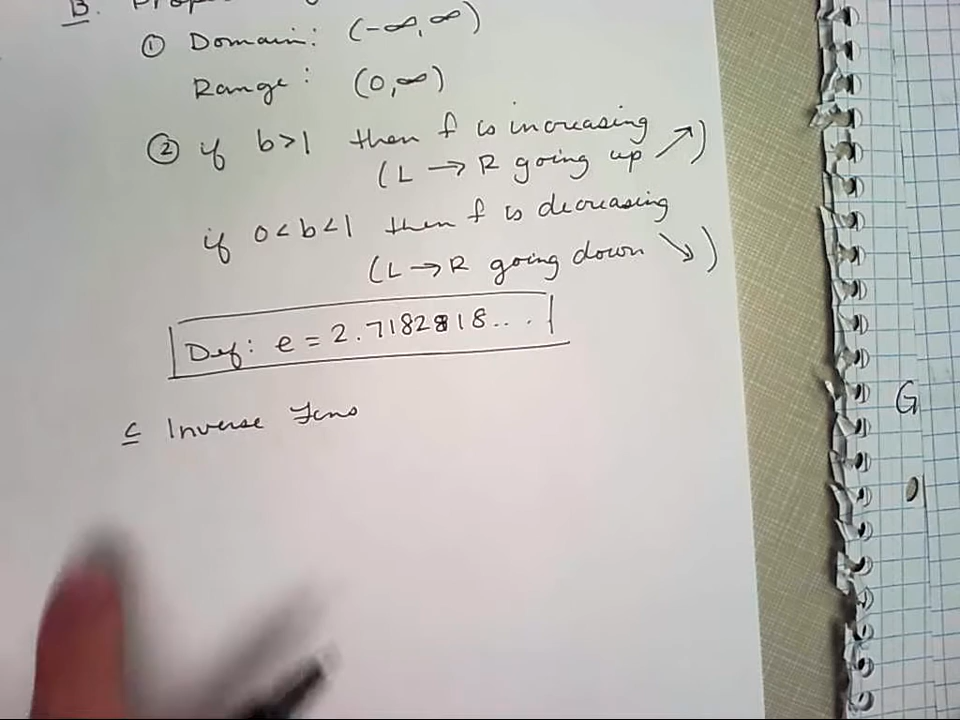 B.
① Domain: (-∞, ∞)
Range: (0, ∞)
② if b>1 then f is increasing
(L → R going up ↗)
if 0<b<1 then f is decreasing
(L → R going down ↘)
Def: e = 2.7182818....
C Inverse Fcns
G